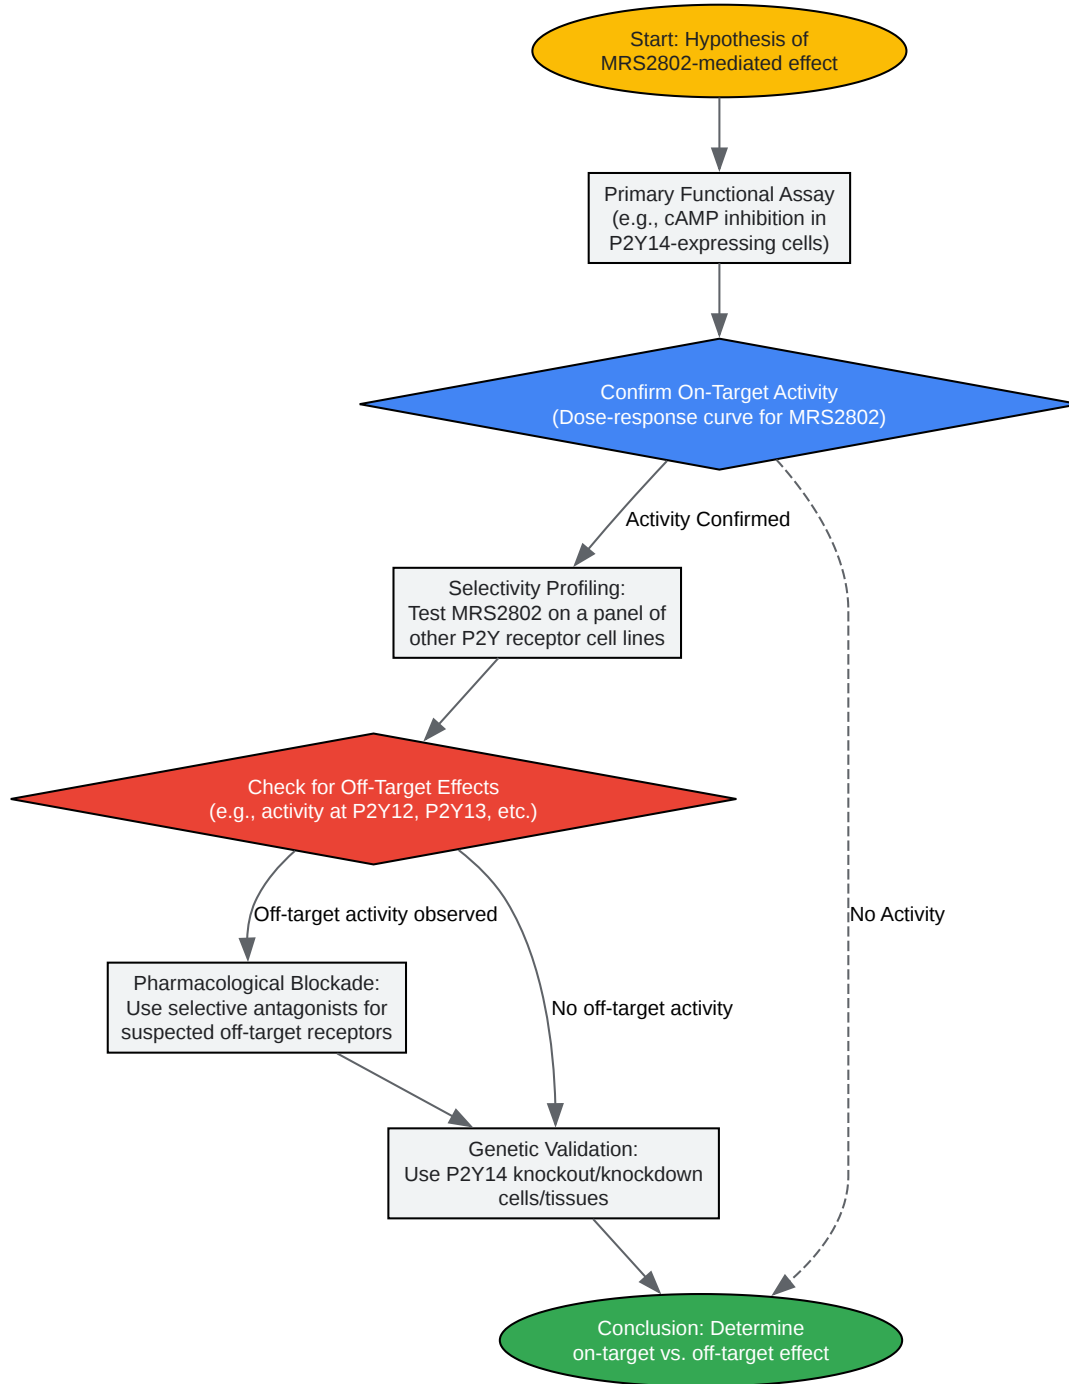 Start: Hypothesis of
MRS2802-mediated effect
Primary Functional Assay
(e.g., cAMP inhibition in
P2Y14-expressing cells)
Confirm On-Target Activity
(Dose-response curve for MRS2802)
Activity Confirmed
Selectivity Profiling:
Test MRS2802 on a panel of
other P2Y receptor cell lines
Check for Off-Target Effects
(e.g., activity at P2Y12, P2Y13, etc.)
Off-target activity observed
No Activity
Pharmacological Blockade:
Use selective antagonists for
suspected off-target receptors
No off-target activity
Genetic Validation:
Use P2Y14 knockout/knockdown
cells/tissues
Conclusion: Determine
on-target vs. off-target effect